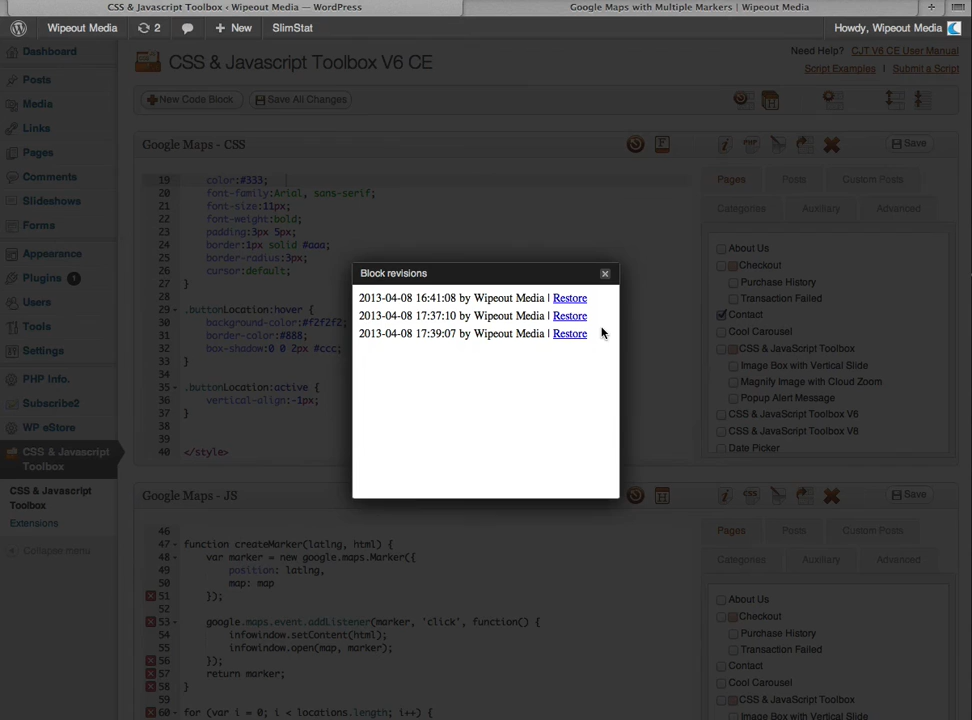 CSS & Javascript Toolbox ‹ Wipeout Media — WordPress
Google Maps with Multiple Markers | Wipeout Media
Wipeout Media
2
New
SlimStat
Howdy, Wipeout Media
Dashboard
Posts
Media
Links
Pages
Comments
Slideshows
Forms
Appearance
Plugins 1
Users
Tools
Settings
PHP Info.
Subscribe2
WP eStore
CSS & Javascript
Toolbox
CSS & Javascript
Toolbox
Extensions
Collapse menu
CSS & Javascript Toolbox V6 CE
Need Help? CJT V6 CE User Manual
Script Examples | Submit a Script
New Code Block
Save All Changes
Google Maps - CSS
Save
19 color:#333;
20 font-family:Arial, sans-serif;
21 font-size:11px;
22 font-weight:bold;
23 padding:3px 5px;
24 border:1px solid #aaa;
25 border-radius:3px;
26 cursor:default;
27 }
28
29 .buttonLocation:hover {
30 background-color:#f2f2f2;
31 border-color:#888;
32 box-shadow:0 0 2px #ccc;
33 }
34
35 .buttonLocation:active {
36 vertical-align:-1px;
37 }
38
39
40 </style>
Pages
Posts
Custom Posts
Categories
Auxiliary
Advanced
About Us
Checkout
Purchase History
Transaction Failed
Contact
Cool Carousel
CSS & JavaScript Toolbox
Image Box with Vertical Slide
Magnify Image with Cloud Zoom
Popup Alert Message
CSS & JavaScript Toolbox V6
CSS & JavaScript Toolbox V8
Date Picker
Block revisions
2013-04-08 16:41:08 by Wipeout Media | Restore
2013-04-08 17:37:10 by Wipeout Media | Restore
2013-04-08 17:39:07 by Wipeout Media | Restore
Google Maps - JS
Save
46
47 function createMarker(latlng, html) {
48 var marker = new google.maps.Marker({
49 position: latlng,
50 map: map
51 });
52
53 google.maps.event.addListener(marker, 'click', function() {
54 infowindow.setContent(html);
55 infowindow.open(map, marker);
56 });
57 return marker;
58 }
59
60 for (var i = 0; i < locations.length; i++) {
Pages
Posts
Custom Posts
Categories
Auxiliary
Advanced
About Us
Checkout
Purchase History
Transaction Failed
Contact
Cool Carousel
CSS & JavaScript Toolbox
Image Box with Vertical Slide